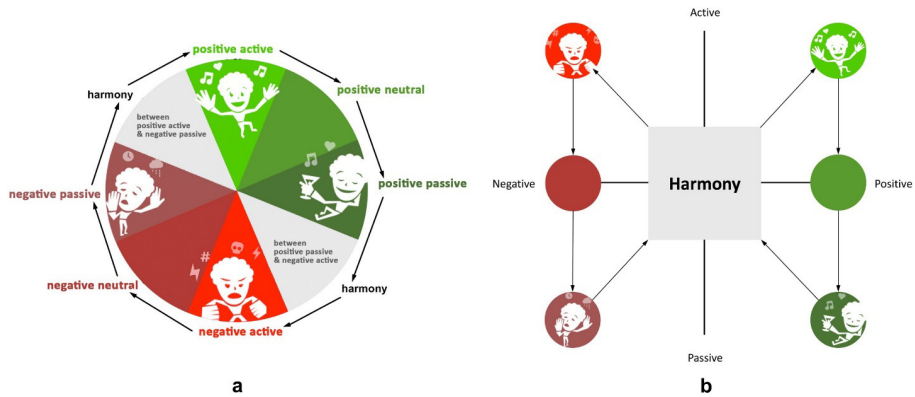 positive active
positive neutral
harmony
between
positive active
& negative passive
negative passive
positive passive
between
positive passive
& negative active
#
negative neutral
harmony
negative active
a
Active
Negative
Harmony
Positive
Passive
b